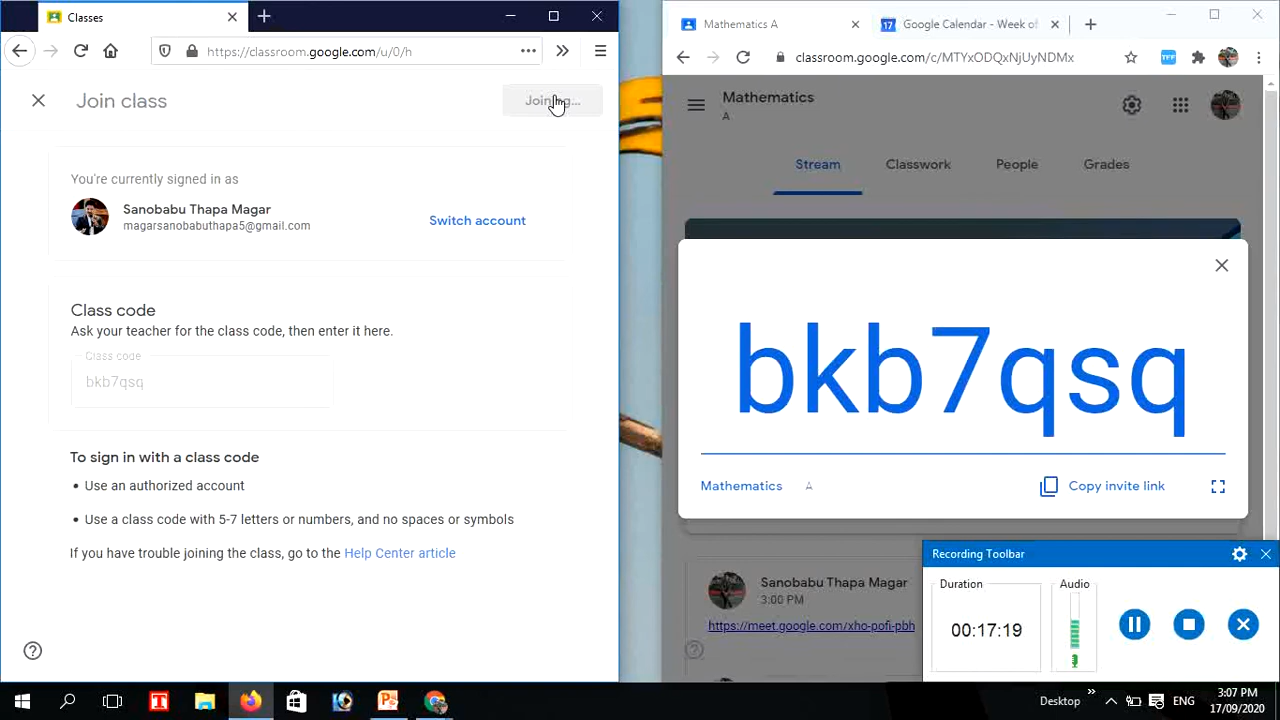 Classes
https://classroom.google.com/u/0/h
Join class
You're currently signed in as
Sanobabu Thapa Magar
magarsanobabuthapa5@gmail.com
Switch account
Class code
Ask your teacher for the class code, then enter it here.
Class code
bkb7qsq
To sign in with a class code
• Use an authorized account
• Use a class code with 5-7 letters or numbers, and no spaces or symbols
If you have trouble joining the class, go to the Help Center article
Mathematics A
17
Google Calendar - Week of
classroom.google.com/c/MTYxODQxNjUyNDMx
TFF
Mathematics
A
Stream
Classwork
People
Grades
bkb7qsq
Mathematics A
Copy invite link
Sanobabu Thapa Magar
3:00 PM
https://meet.google.com/xho-pofi-pbh
Recording Toolbar
Duration
00:17:19
Audio
Desktop
ENG
3:07 PM
17/09/2020